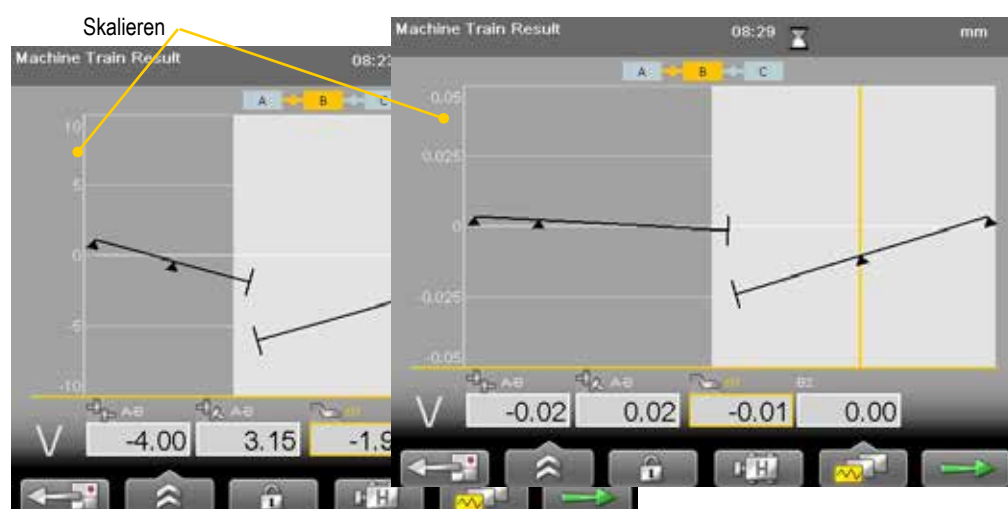 Skalieren
Machine Train Result 08:2
A B C
10
5
0
-5
-10
A-B A-B
V -4.00 3.15 -1.9
H
Machine Train Result 08:29 mm
A B C
-0.05
0.025
0
-0.025
-0.05
A-B A-B B1 B2
V -0.02 0.02 -0.01 0.00
H